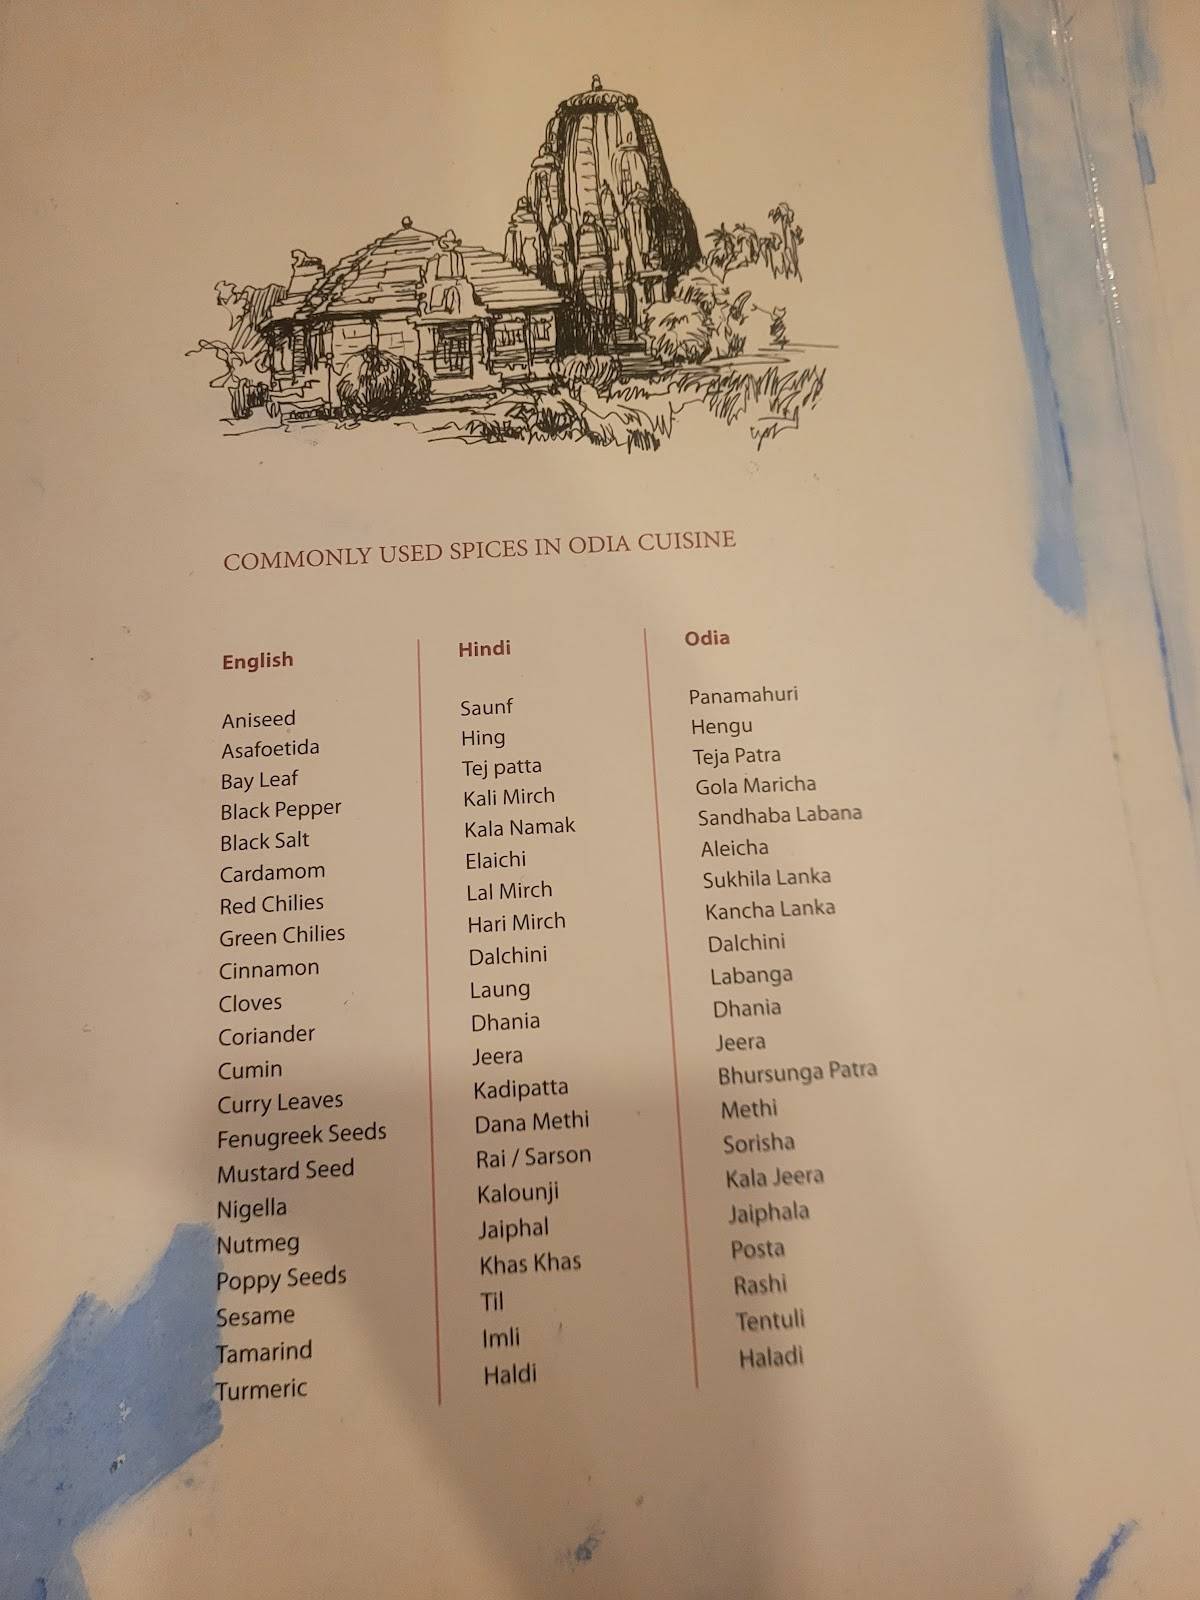 COMMONLY USED SPICES IN ODIA CUISINE
English Hindi Odia
Aniseed Saunf Panamahuri
Asafoetida Hing Hengu
Bay Leaf Tej patta Teja Patra
Black Pepper Kali Mirch Gola Maricha
Black Salt Kala Namak Sandhaba Labana
Cardamom Elaichi Aleicha
Red Chilies Lal Mirch Sukhila Lanka
Green Chilies Hari Mirch Kancha Lanka
Cinnamon Dalchini Dalchini
Cloves Laung Labanga
Coriander Dhania Dhania
Cumin Jeera Jeera
Curry Leaves Kadipatta Bhursunga Patra
Fenugreek Seeds Dana Methi Methi
Mustard Seed Rai / Sarson Sorisha
Nigella Kalounji Kala Jeera
Nutmeg Jaiphal Jaiphala
Poppy Seeds Khas Khas Posta
Sesame Til Rashi
Tamarind Imli Tentuli
Turmeric Haldi Haladi